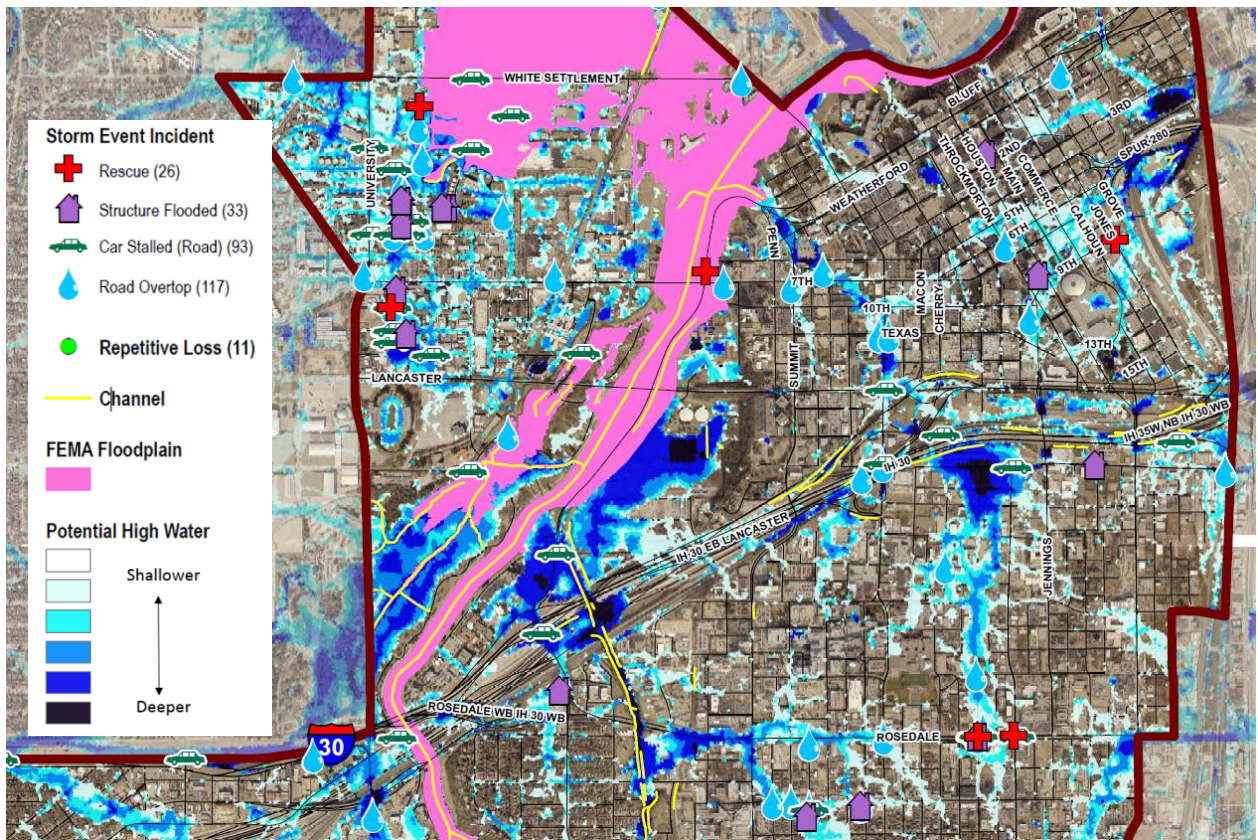 Storm Event Incident
Rescue (26)
Structure Flooded (33)
Car Stalled (Road) (93)
Road Overtop (117)
Repetitive Loss (11)
Channel
FEMA Floodplain
Potential High Water
Shallower
Deeper
WHITE SETTLEMENT
UNIVERSITY
BLUFF
3RD
SPUR 280
HOUSTON
2ND
THROCKMORTON
MAIN
COMMERCE
WEATHERFORD
GROVE
JONES
CALHOUN
5TH
6TH
9TH
PENN
7TH
MACON
CHERRY
10TH
TEXAS
13TH
15TH
SUMMIT
LANCASTER
IH 35W NB IH 30 WB
IH 30
IH 30 EB LANCASTER
JENNINGS
ROSEDALE WB IH 30 WB
30
ROSEDALE